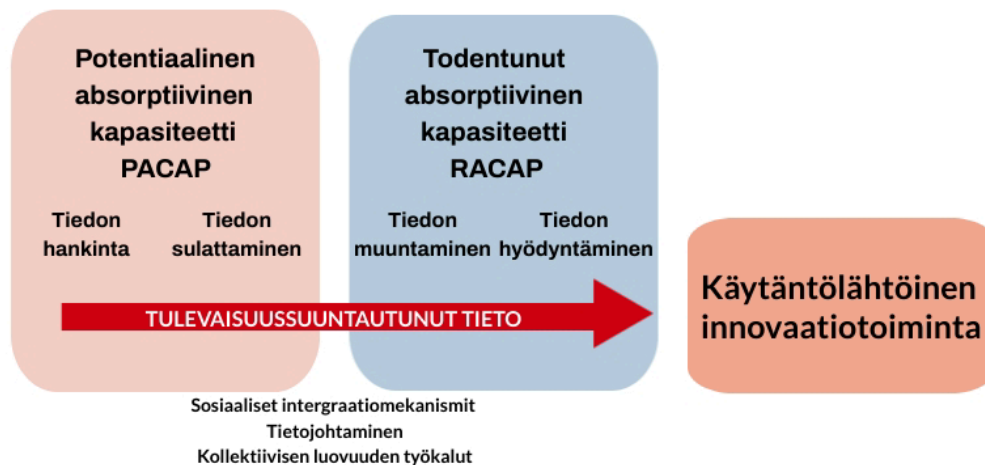 Potentiaalinen
absorptiivinen
kapasiteetti
PACAP
Tiedon
hankinta
Tiedon
sulattaminen
Todentunut
absorptiivinen
kapasiteetti
RACAP
Tiedon
muuntaminen
Tiedon
hyödyntäminen
TULEVAISUUSSUUNTAUTUNUT TIETO
Käytäntölähtöinen
innovaatiotoiminta
Sosiaaliset intergraatiomekanismit
Tietojohtaminen
Kollektiivisen luovuuden työkalut